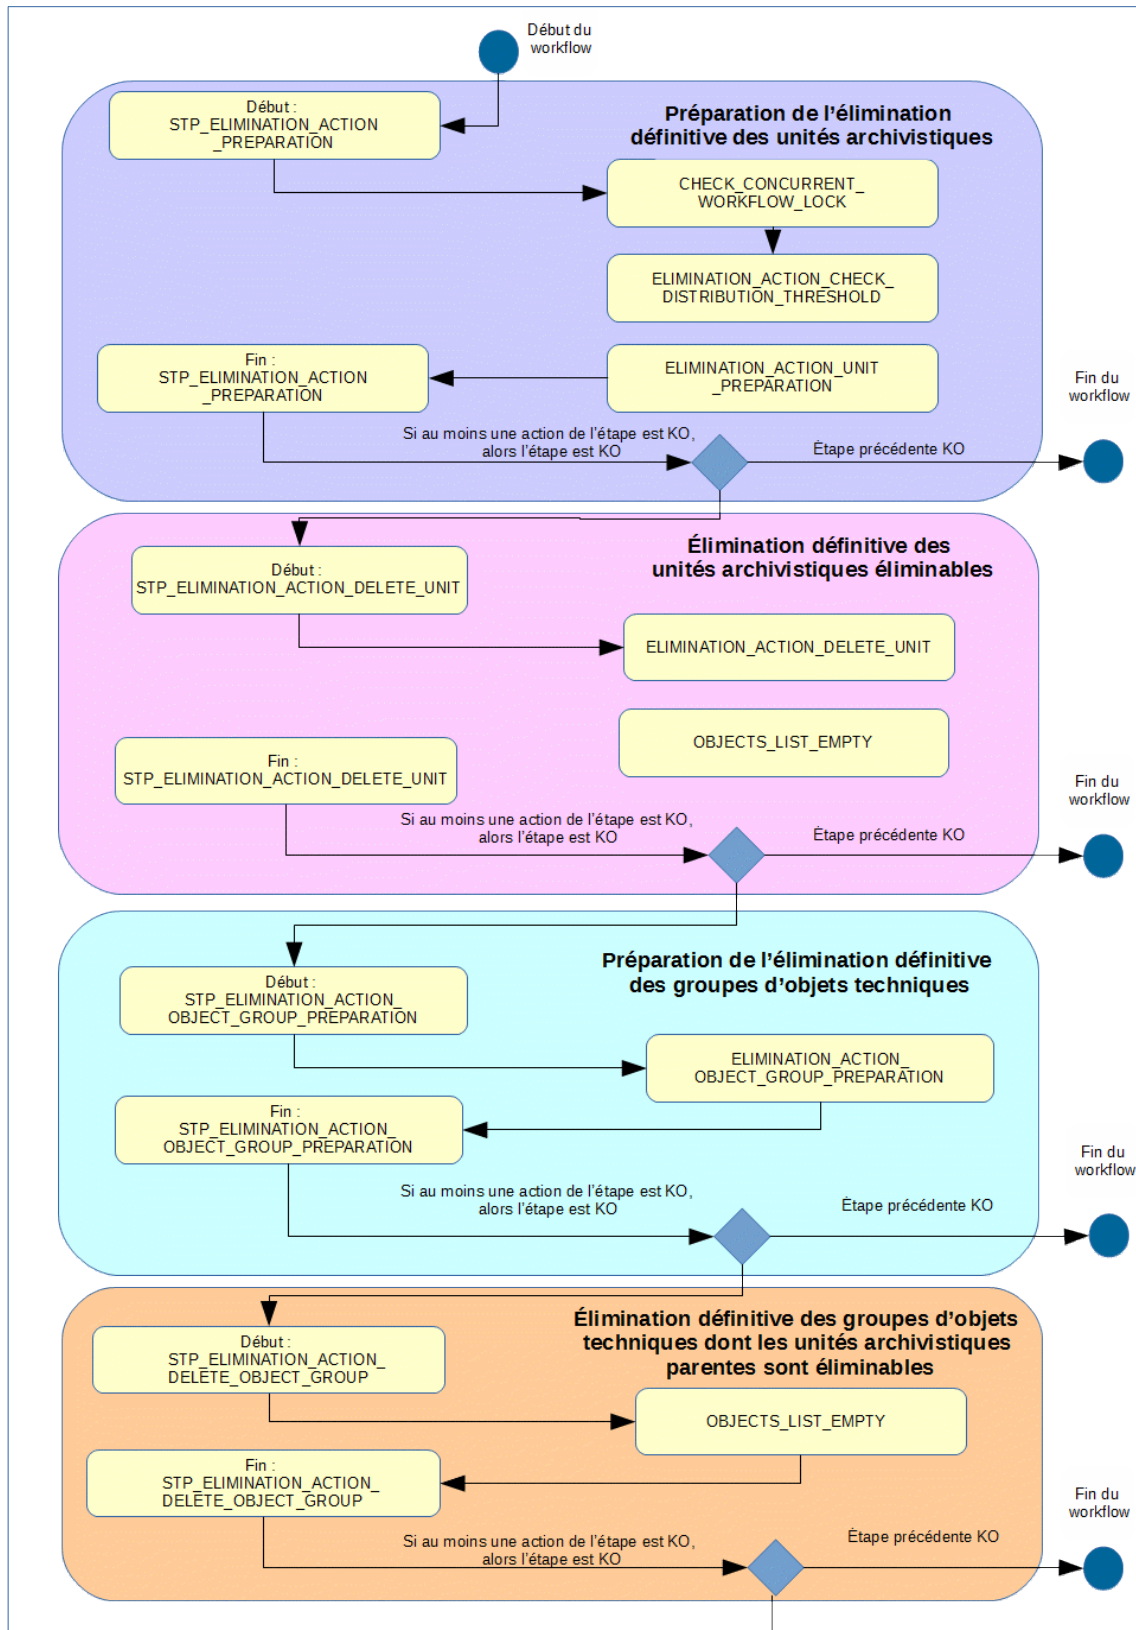 Début du
workflow
Début :
STP_ELIMINATION_ACTION
_PREPARATION
Préparation de l'élimination
définitive des unités archivistiques
CHECK_CONCURRENT_
WORKFLOW_LOCK
ELIMINATION_ACTION_CHECK_
DISTRIBUTION_THRESHOLD
Fin :
STP_ELIMINATION_ACTION
_PREPARATION
ELIMINATION_ACTION_UNIT
_PREPARATION
Fin du
workflow
Si au moins une action de l'étape est KO,
alors l'étape est KO
Étape précédente KO
Élimination définitive des
unités archivistiques éliminables
Début :
STP_ELIMINATION_ACTION_DELETE_UNIT
ELIMINATION_ACTION_DELETE_UNIT
OBJECTS_LIST_EMPTY
Fin :
STP_ELIMINATION_ACTION_DELETE_UNIT
Fin du
workflow
Si au moins une action de l'étape est KO,
alors l'étape est KO
Étape précédente KO
Préparation de l'élimination définitive
des groupes d'objets techniques
Début :
STP_ELIMINATION_ACTION_
OBJECT_GROUP_PREPARATION
ELIMINATION_ACTION_
OBJECT_GROUP_PREPARATION
Fin :
STP_ELIMINATION_ACTION_
OBJECT_GROUP_PREPARATION
Fin du
workflow
Si au moins une action de l'étape est KO,
alors l'étape est KO
Étape précédente KO
Élimination définitive des groupes d'objets
techniques dont les unités archivistiques
parentes sont éliminables
Début :
STP_ELIMINATION_ACTION_
DELETE_OBJECT_GROUP
OBJECTS_LIST_EMPTY
Fin :
STP_ELIMINATION_ACTION_
DELETE_OBJECT_GROUP
Fin du
workflow
Si au moins une action de l'étape est KO,
alors l'étape est KO
Étape précédente KO